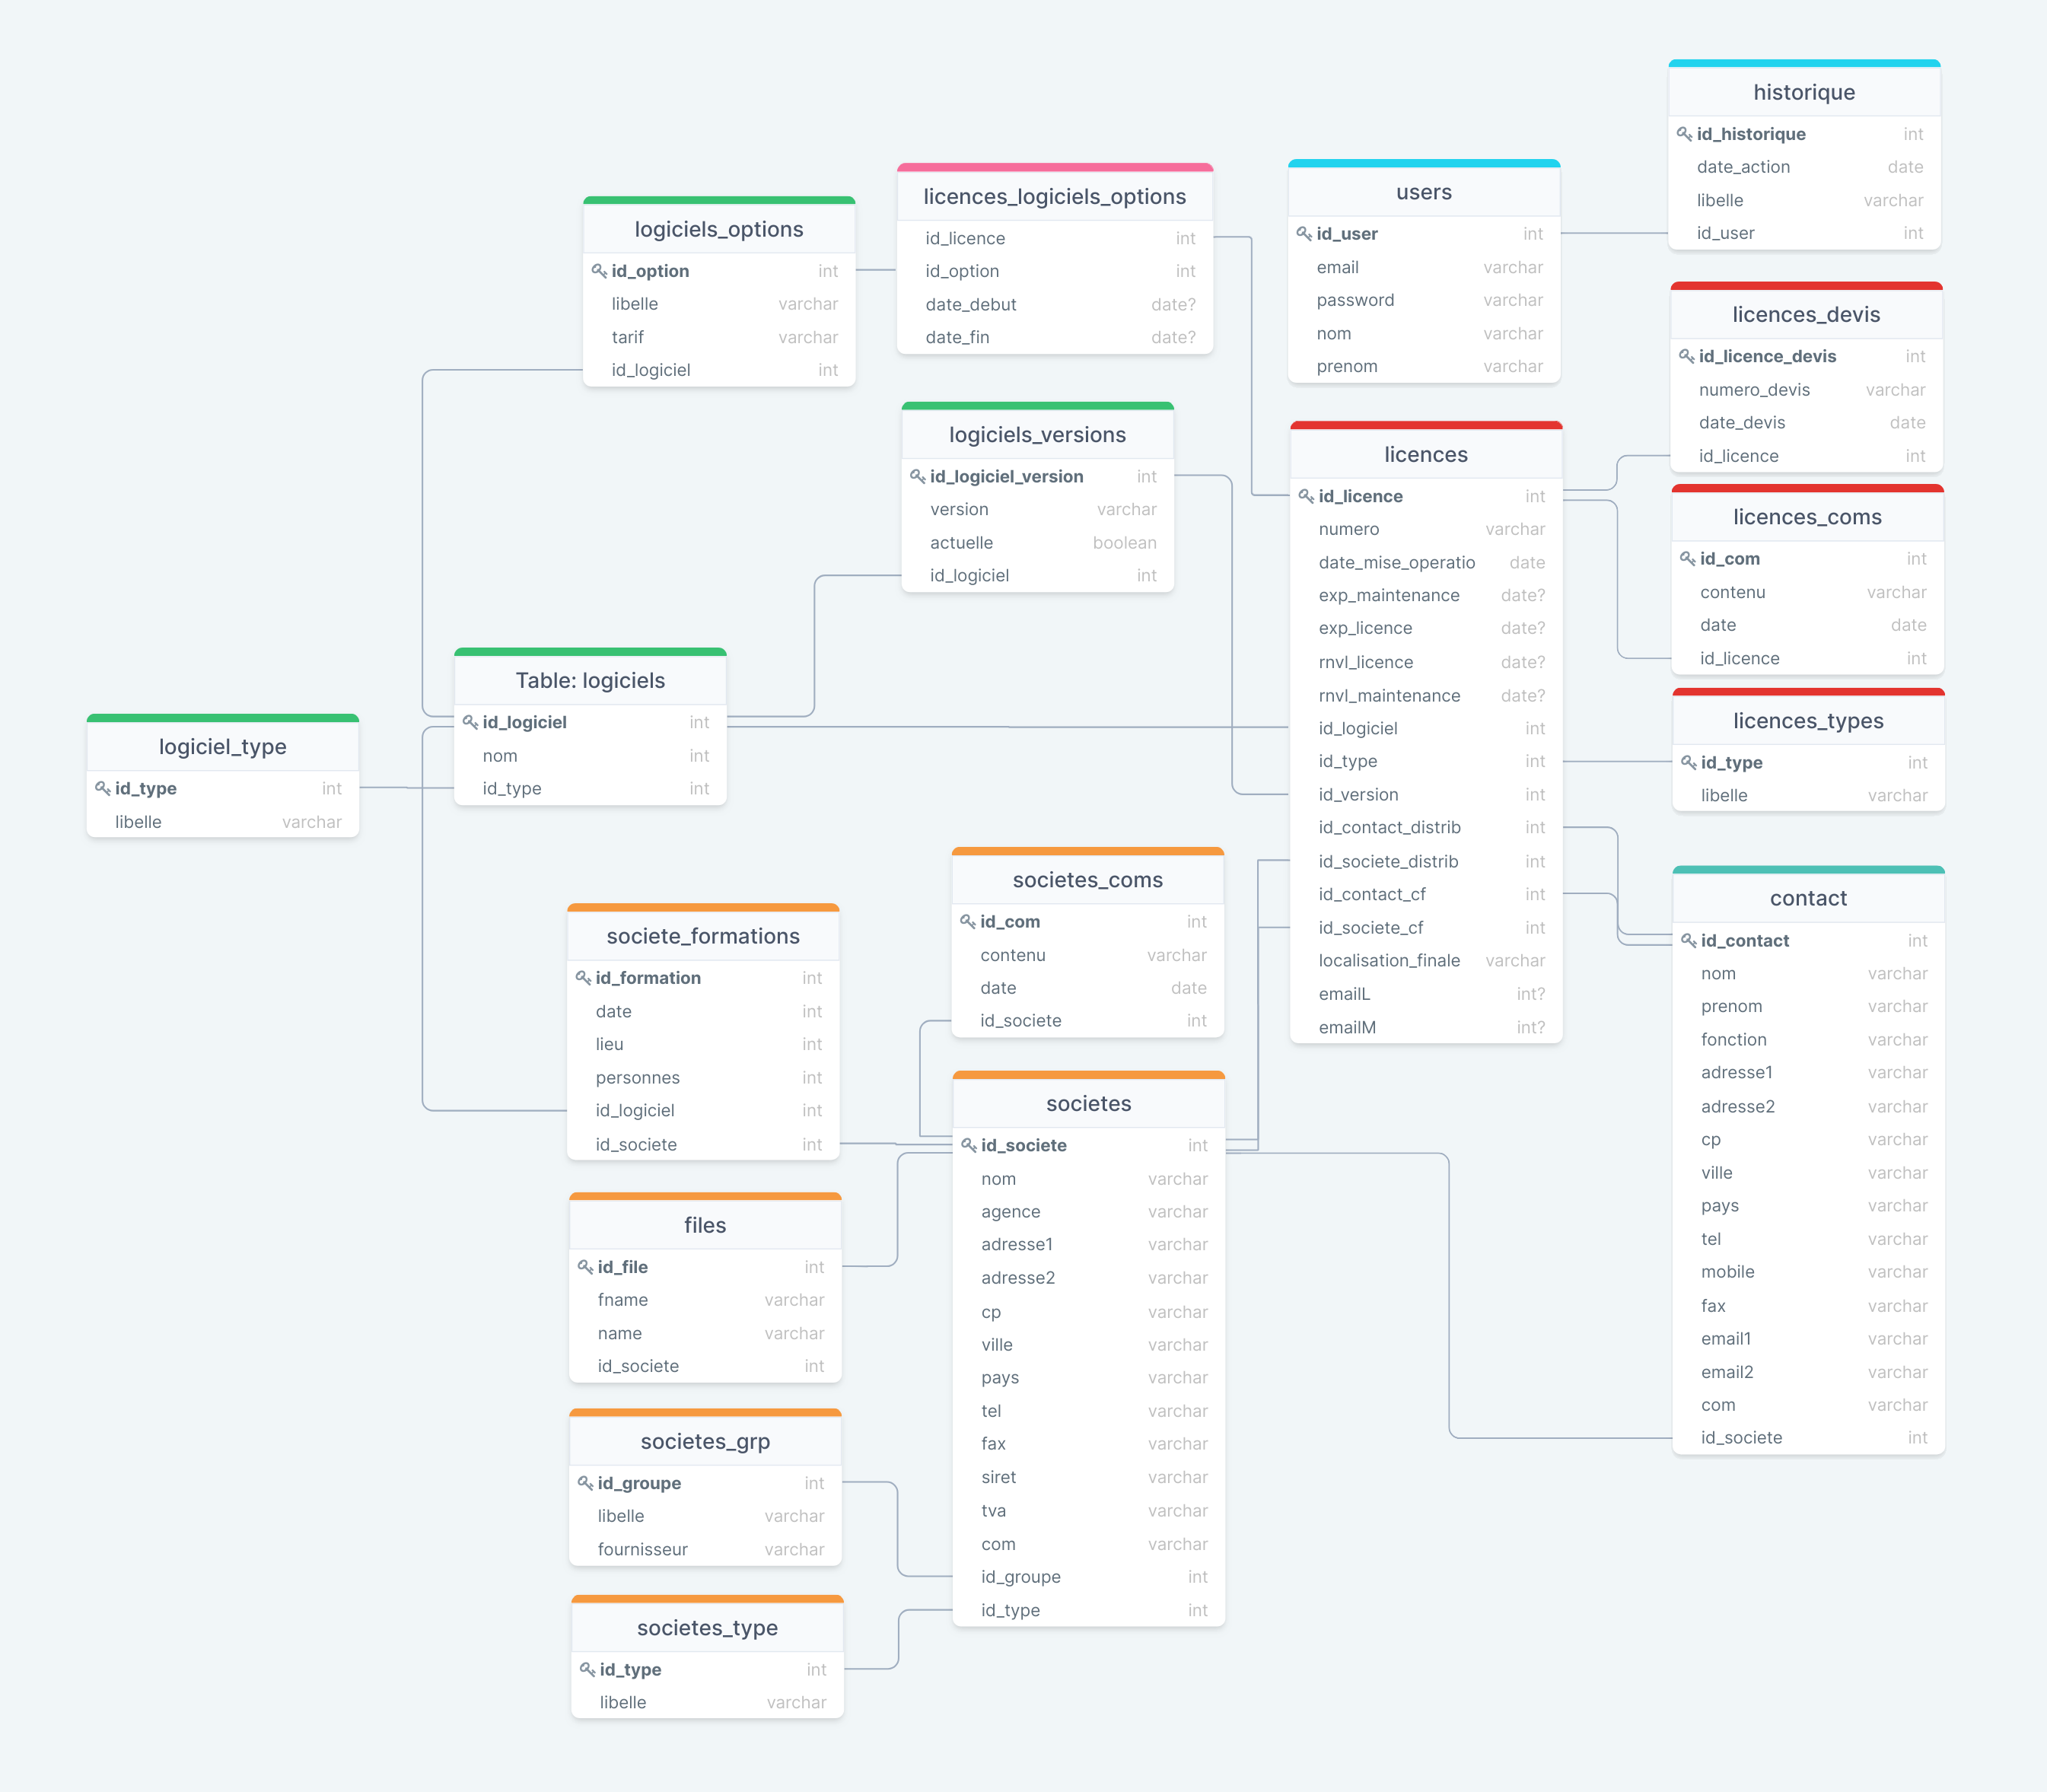 historique
id_historique int
date_action date
libelle varchar
id_user int
users
id_user int
email varchar
password varchar
nom varchar
prenom varchar
licences_logiciels_options
id_licence int
id_option int
date_debut date?
date_fin date?
logiciels_options
id_option int
libelle varchar
tarif varchar
id_logiciel int
licences_devis
id_licence_devis int
numero_devis varchar
date_devis date
id_licence int
logiciels_versions
id_logiciel_version int
version varchar
actuelle boolean
id_logiciel int
licences
id_licence int
numero varchar
date_mise_operatio date
exp_maintenance date?
exp_licence date?
rnvl_licence date?
rnvl_maintenance date?
id_logiciel int
id_type int
id_version int
id_contact_distrib int
id_societe_distrib int
id_contact_cf int
id_societe_cf int
localisation_finale varchar
emailL int?
emailM int?
licences_coms
id_com int
contenu varchar
date date
id_licence int
Table: logiciels
id_logiciel int
nom int
id_type int
logiciel_type
id_type int
libelle varchar
licences_types
id_type int
libelle varchar
societes_coms
id_com int
contenu varchar
date date
id_societe int
contact
id_contact int
nom varchar
prenom varchar
fonction varchar
adresse1 varchar
adresse2 varchar
cp varchar
ville varchar
pays varchar
tel varchar
mobile varchar
fax varchar
email1 varchar
email2 varchar
com varchar
id_societe int
societe_formations
id_formation int
date int
lieu int
personnes int
id_logiciel int
id_societe int
societes
id_societe int
nom varchar
agence varchar
adresse1 varchar
adresse2 varchar
cp varchar
ville varchar
pays varchar
tel varchar
fax varchar
siret varchar
tva varchar
com varchar
id_groupe int
id_type int
files
id_file int
fname varchar
name varchar
id_societe int
societes_grp
id_groupe int
libelle varchar
fournisseur varchar
societes_type
id_type int
libelle varchar